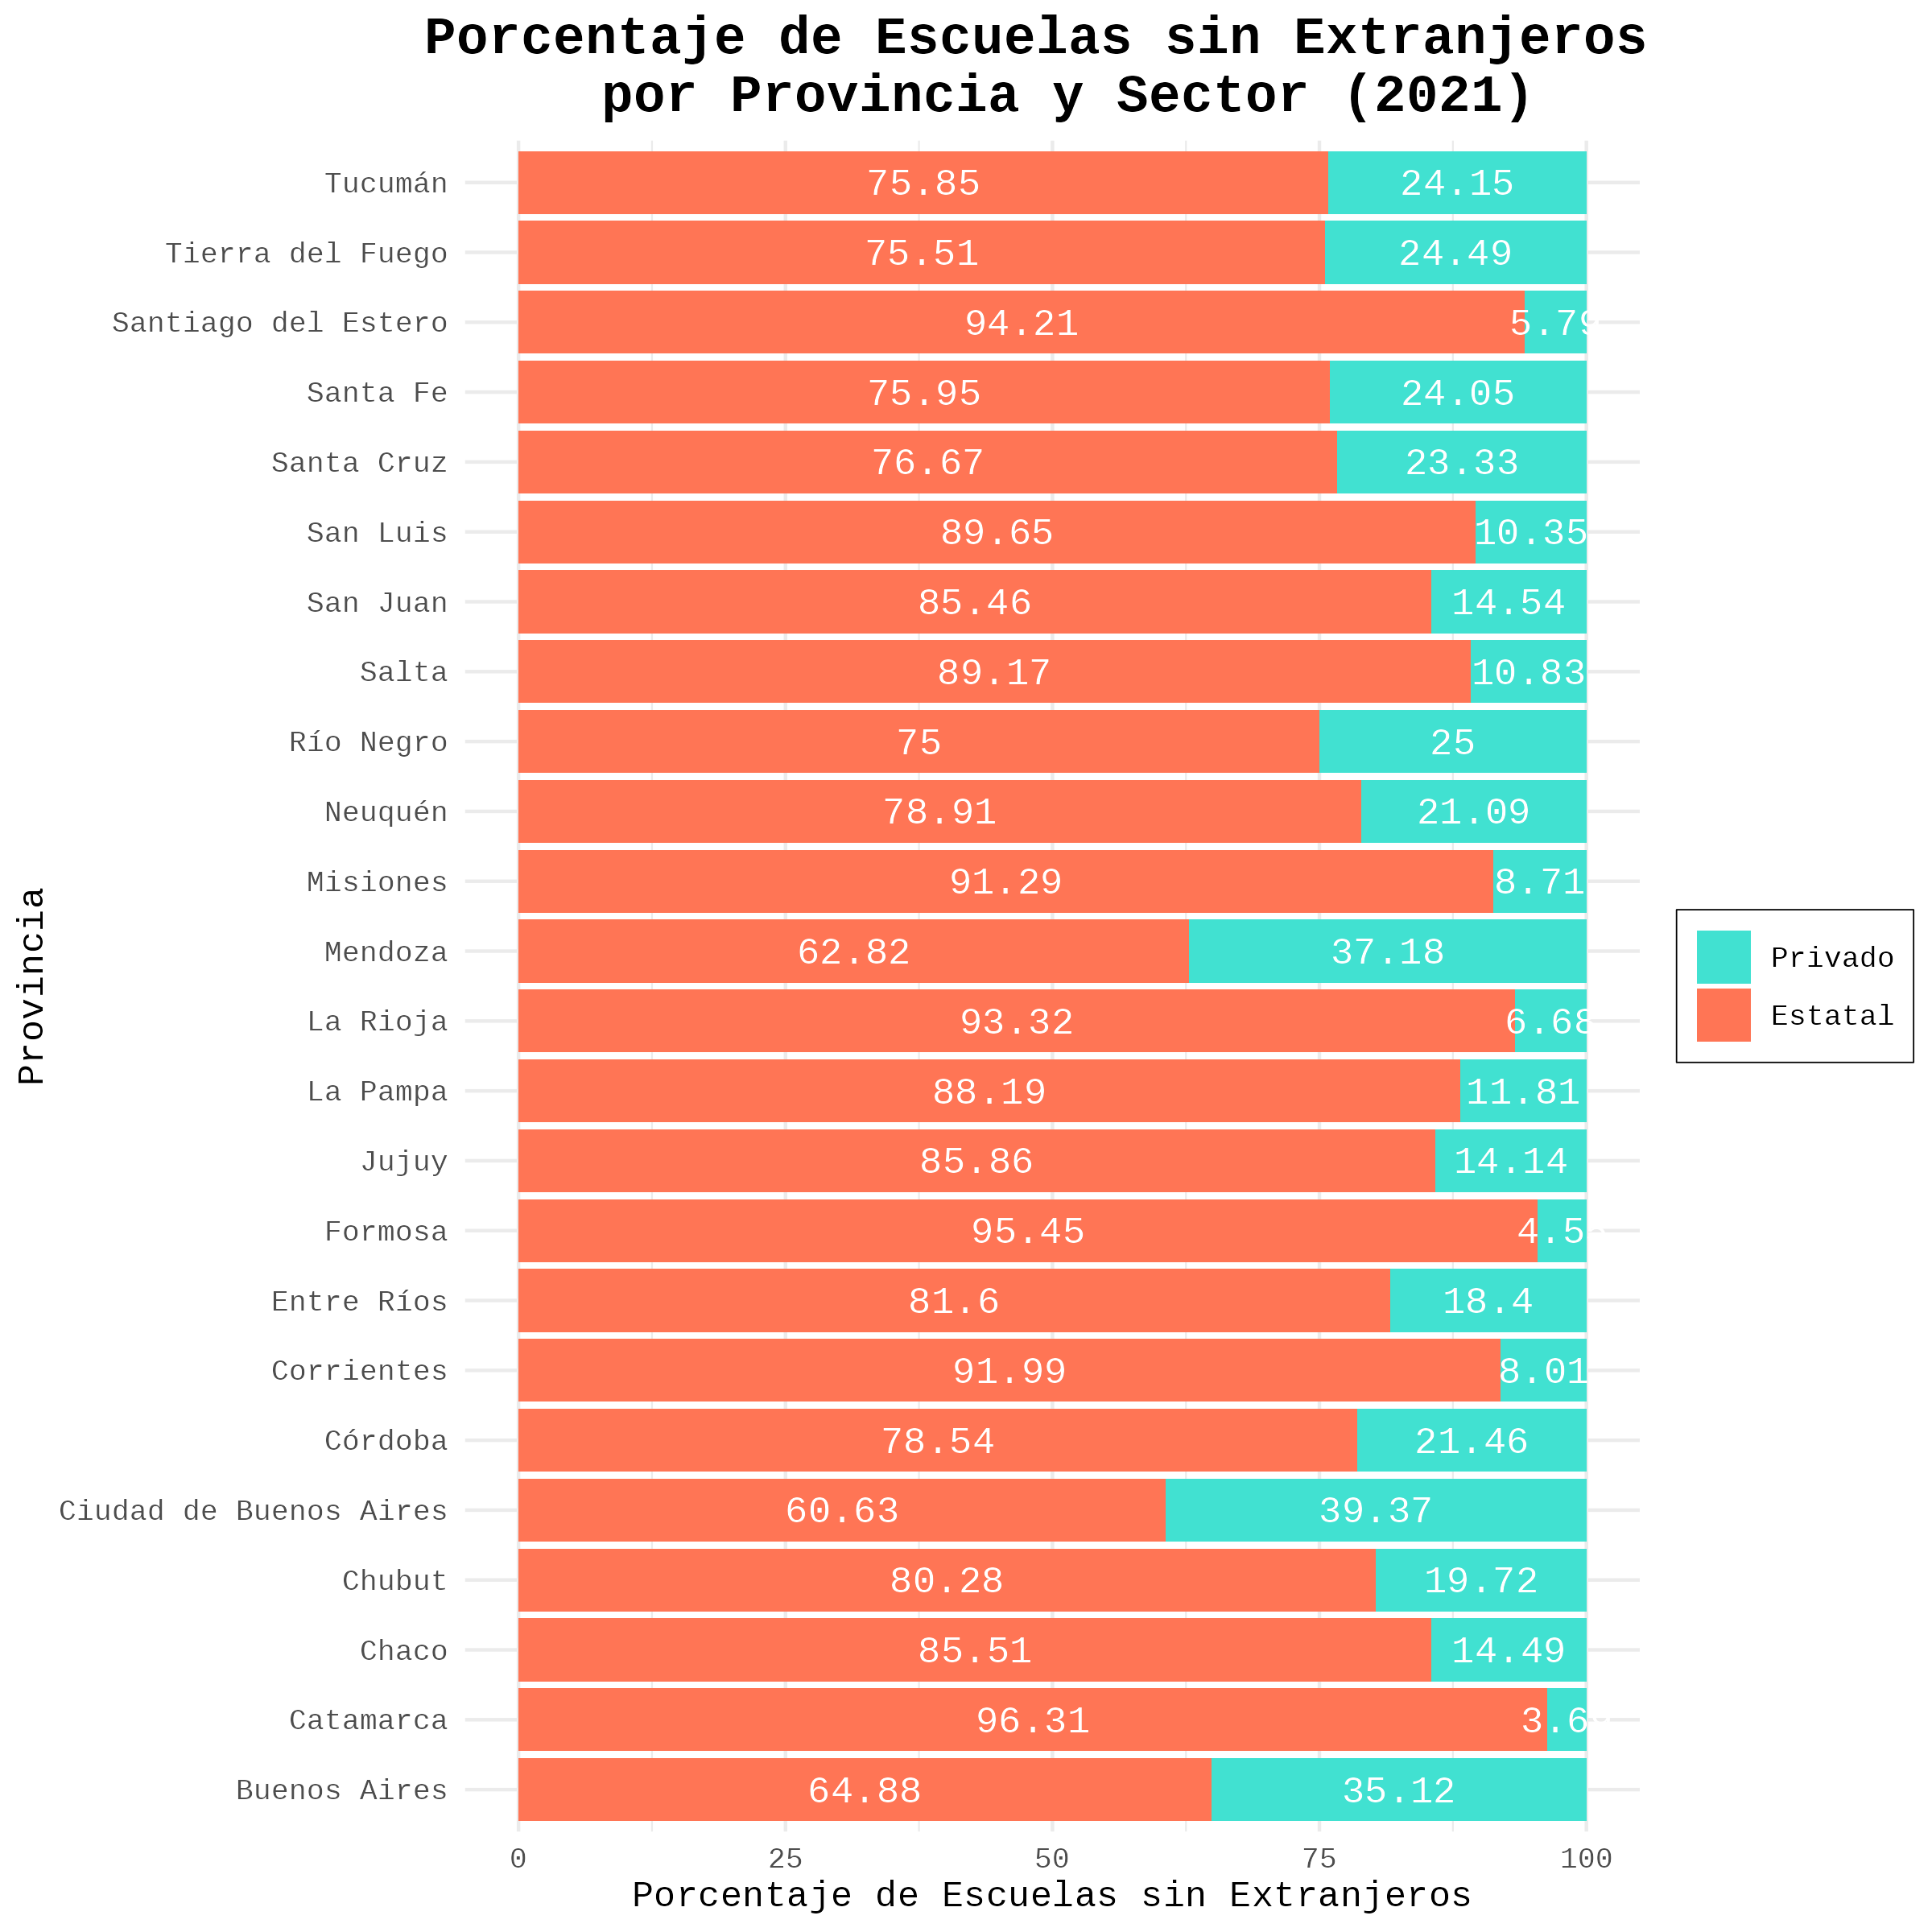 Porcentaje de Escuelas sin Extranjeros
por Provincia y Sector (2021)
Provincia
Tucumán 75.85 24.15
Tierra del Fuego 75.51 24.49
Santiago del Estero 94.21 5.79
Santa Fe 75.95 24.05
Santa Cruz 76.67 23.33
San Luis 89.65 10.35
San Juan 85.46 14.54
Salta 89.17 10.83
Río Negro 75 25
Neuquén 78.91 21.09
Misiones 91.29 8.71
Mendoza 62.82 37.18
La Rioja 93.32 6.68
La Pampa 88.19 11.81
Jujuy 85.86 14.14
Formosa 95.45
Entre Ríos 81.6 18.4
Corrientes 91.99 8.01
Córdoba 78.54 21.46
Ciudad de Buenos Aires 60.63 39.37
Chubut 80.28 19.72
Chaco 85.51 14.49
Catamarca 96.31
Buenos Aires 64.88 35.12
0 25 50 75 100
Porcentaje de Escuelas sin Extranjeros
Privado
Estatal